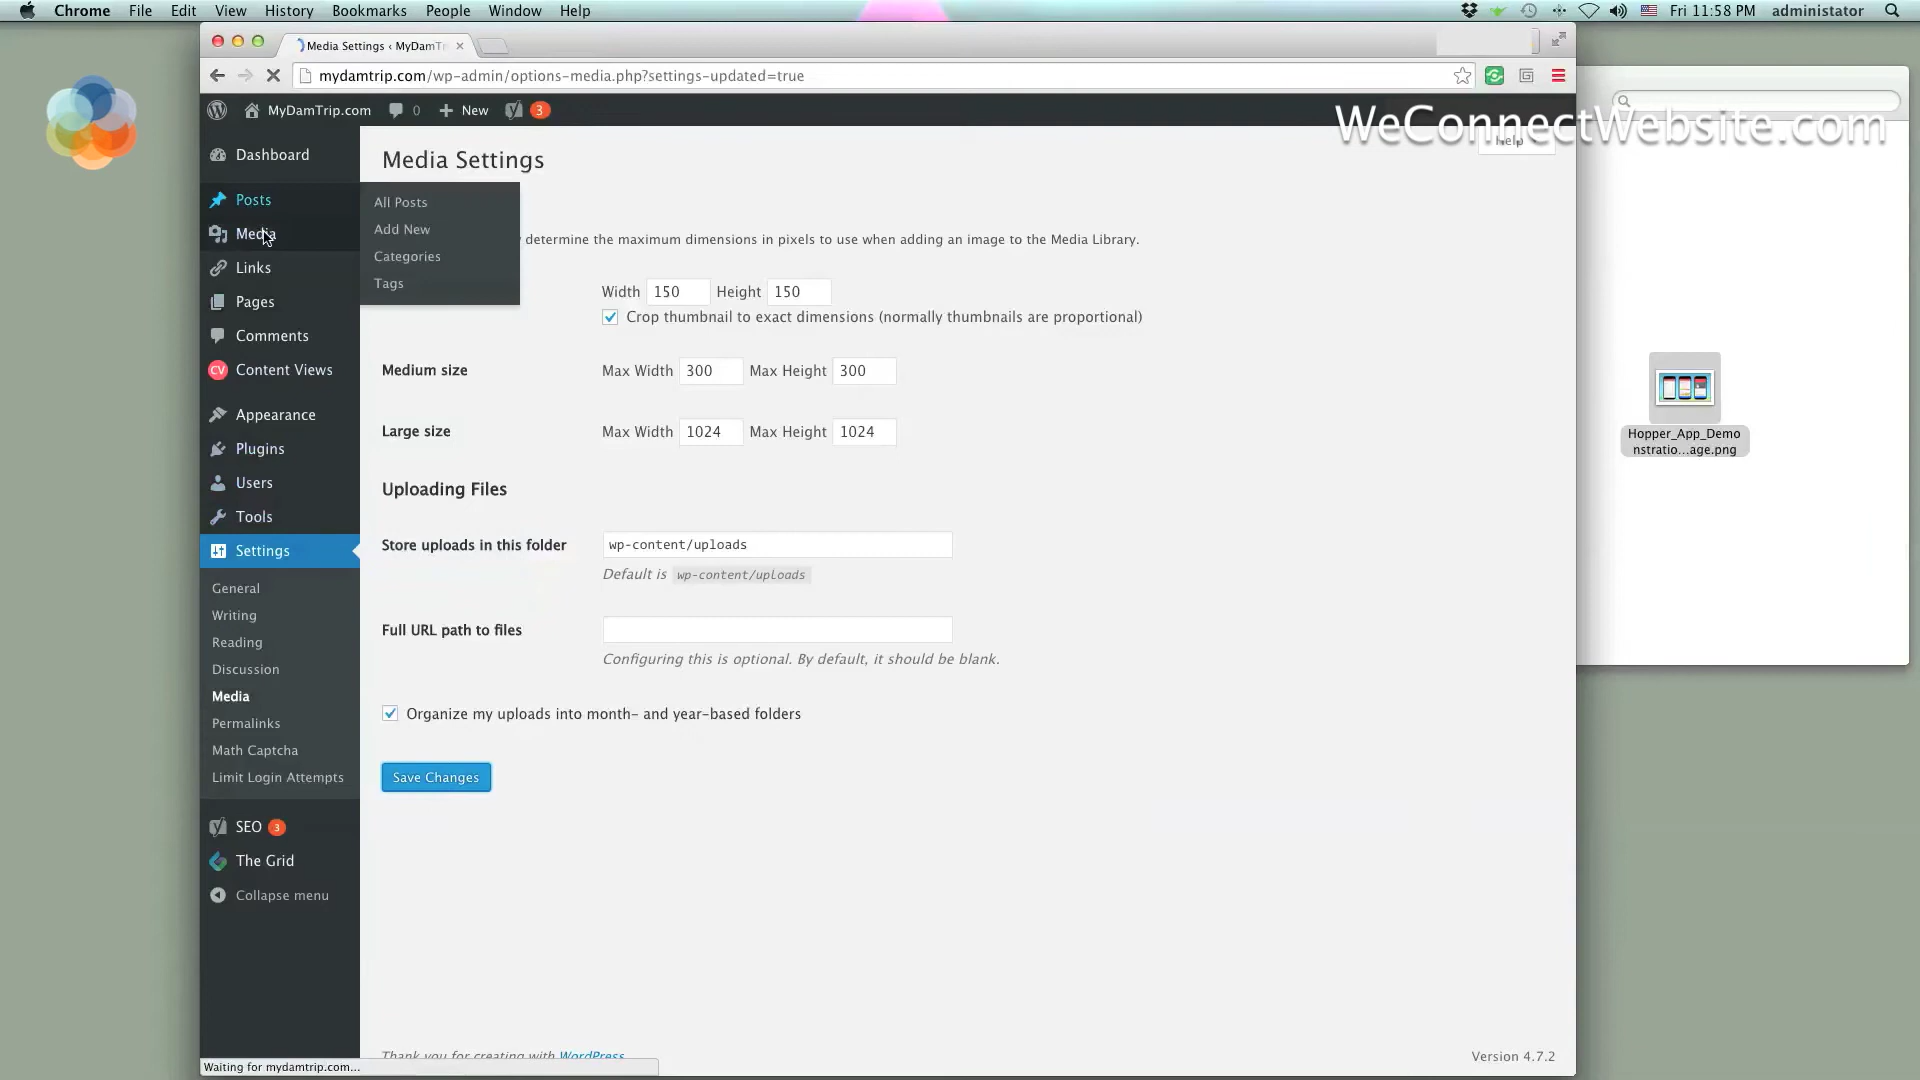 Chrome File Edit View History Bookmarks People Window Help
Fri 11:58 PM administator
Media Settings ‹ MyDamTr
mydamtrip.com/wp-admin/options-media.php?settings-updated=true
MyDamTrip.com 0 New 3
WeConnectWebsite.com
Help
Dashboard
Posts
Media
Links
Pages
Comments
CV Content Views
Appearance
Plugins
Users
Tools
Settings
General
Writing
Reading
Discussion
Media
Permalinks
Math Captcha
Limit Login Attempts
SEO 3
The Grid
Collapse menu
All Posts
Add New
Categories
Tags
Media Settings
determine the maximum dimensions in pixels to use when adding an image to the Media Library.
Width 150 Height 150
Crop thumbnail to exact dimensions (normally thumbnails are proportional)
Medium size Max Width 300 Max Height 300
Large size Max Width 1024 Max Height 1024
Uploading Files
Store uploads in this folder wp-content/uploads
Default is wp-content/uploads
Full URL path to files
Configuring this is optional. By default, it should be blank.
Organize my uploads into month- and year-based folders
Save Changes
Thank you for creating with WordPress
Version 4.7.2
Waiting for mydamtrip.com...
Hopper_App_Demo
nstratio...age.png